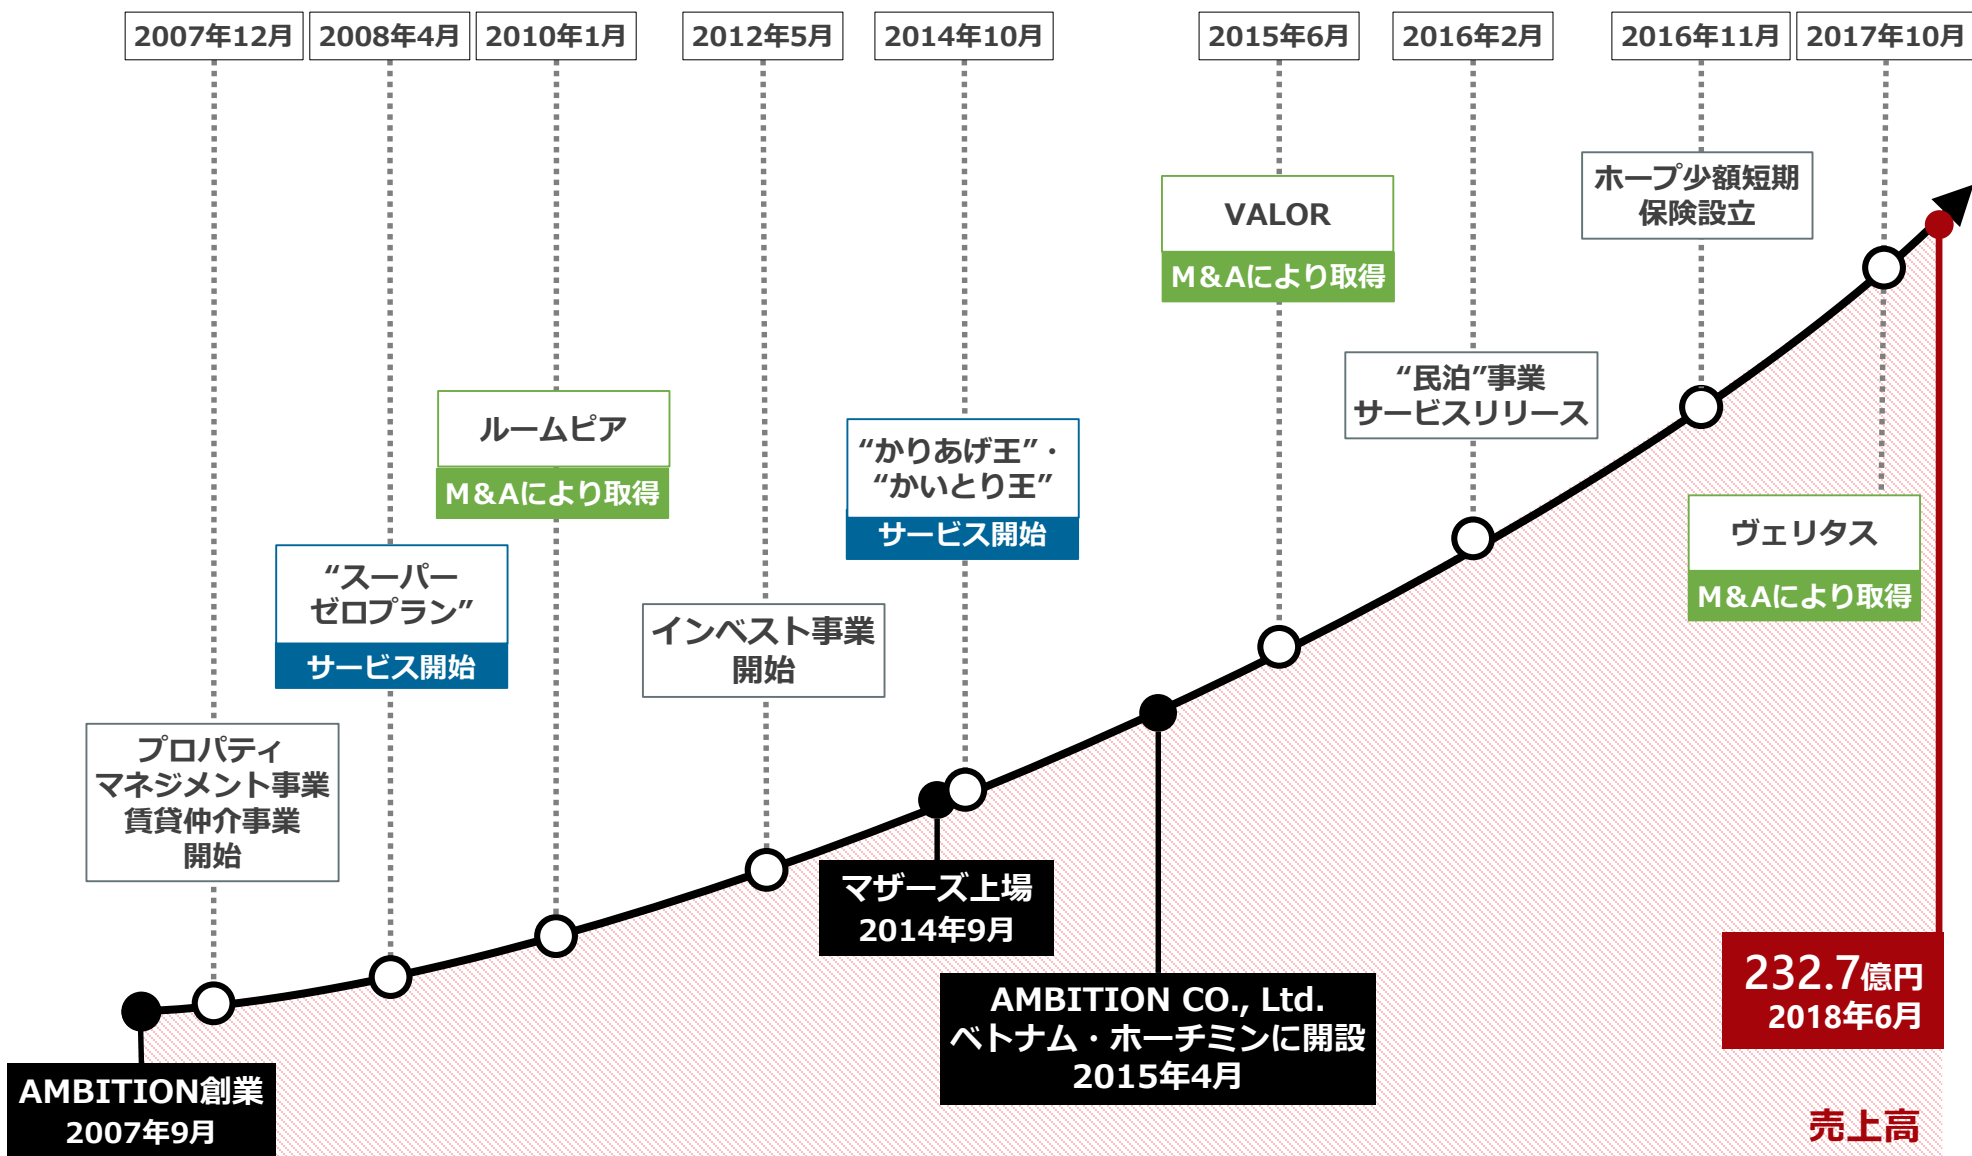 2007年12月
2008年4月
2010年1月
2012年5月
2014年10月
2015年6月
2016年2月
2016年11月
2017年10月
プロパティ
マネジメント事業
賃貸仲介事業
開始
“スーパー
ゼロプラン”
サービス開始
ルームピア
M&Aにより取得
インベスト事業
開始
“かりあげ王”・
“かいとり王”
サービス開始
VALOR
M&Aにより取得
“民泊”事業
サービスリリース
ホープ少額短期
保険設立
ヴェリタス
M&Aにより取得
AMBITION創業
2007年9月
マザーズ上場
2014年9月
AMBITION CO., Ltd.
ベトナム・ホーチミンに開設
2015年4月
232.7億円
2018年6月
売上高